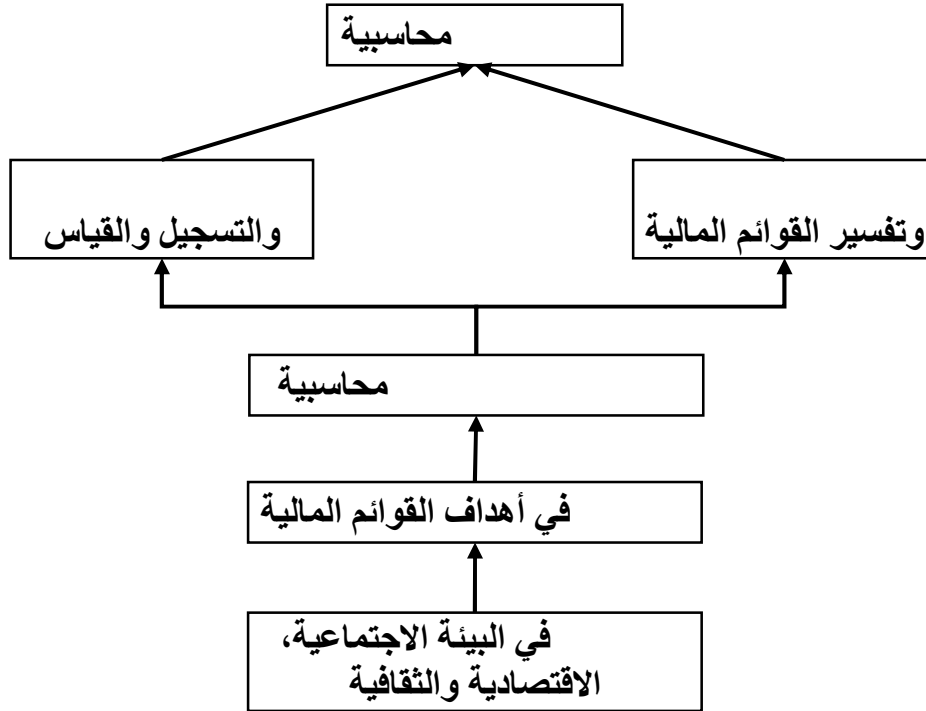 محاسبية
والتسجيل والقياس
وتفسير القوائم المالية
محاسبية
في أهداف القوائم المالية
في البيئة الاجتماعية،
الاقتصادية والثقافية